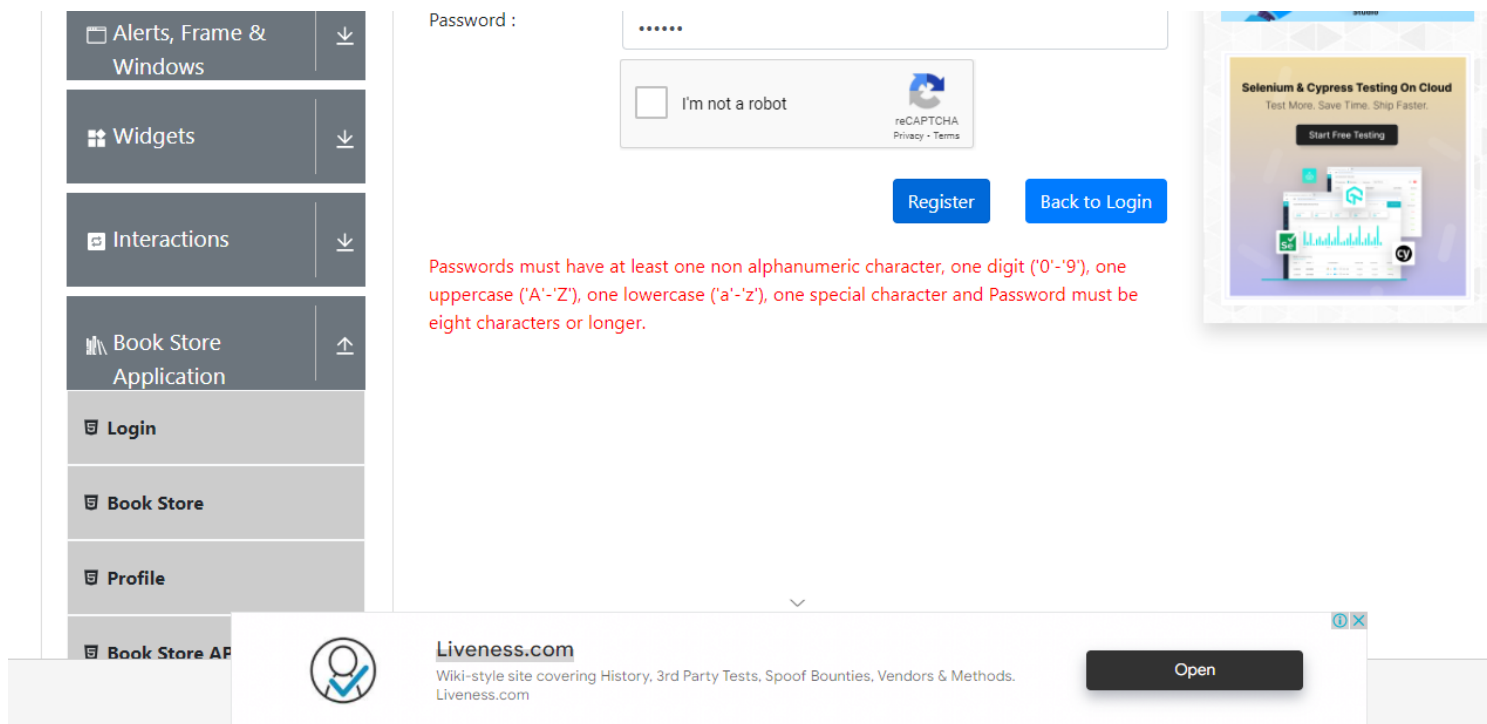 Alerts, Frame &
Windows
Widgets
Interactions
Book Store
Application
Login
Book Store
Profile
Book Store AP
Password :
••••••
I'm not a robot
reCAPTCHA
Privacy - Terms
Register
Back to Login
Passwords must have at least one non alphanumeric character, one digit ('0'-'9'), one
uppercase ('A'-'Z'), one lowercase ('a'-'z'), one special character and Password must be
eight characters or longer.
Studio
Selenium & Cypress Testing On Cloud
Test More. Save Time. Ship Faster.
Start Free Testing
Se
cy
Liveness.com
Wiki-style site covering History, 3rd Party Tests, Spoof Bounties, Vendors & Methods.
Liveness.com
Open